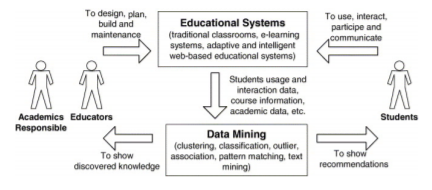 To design, plan,
build and
maintenance
Educational Systems
(traditional classrooms, e-learning
systems, adaptive and intelligent
web-based educational systems)
To use, interact,
participe and
communicate
Students usage and
interaction data,
course information,
academic data, etc.
Academics
Responsible
Educators
Students
Data Mining
(clustering, classification, outlier,
association, pattern matching, text
mining)
To show
discovered knowledge
To show
recommendations